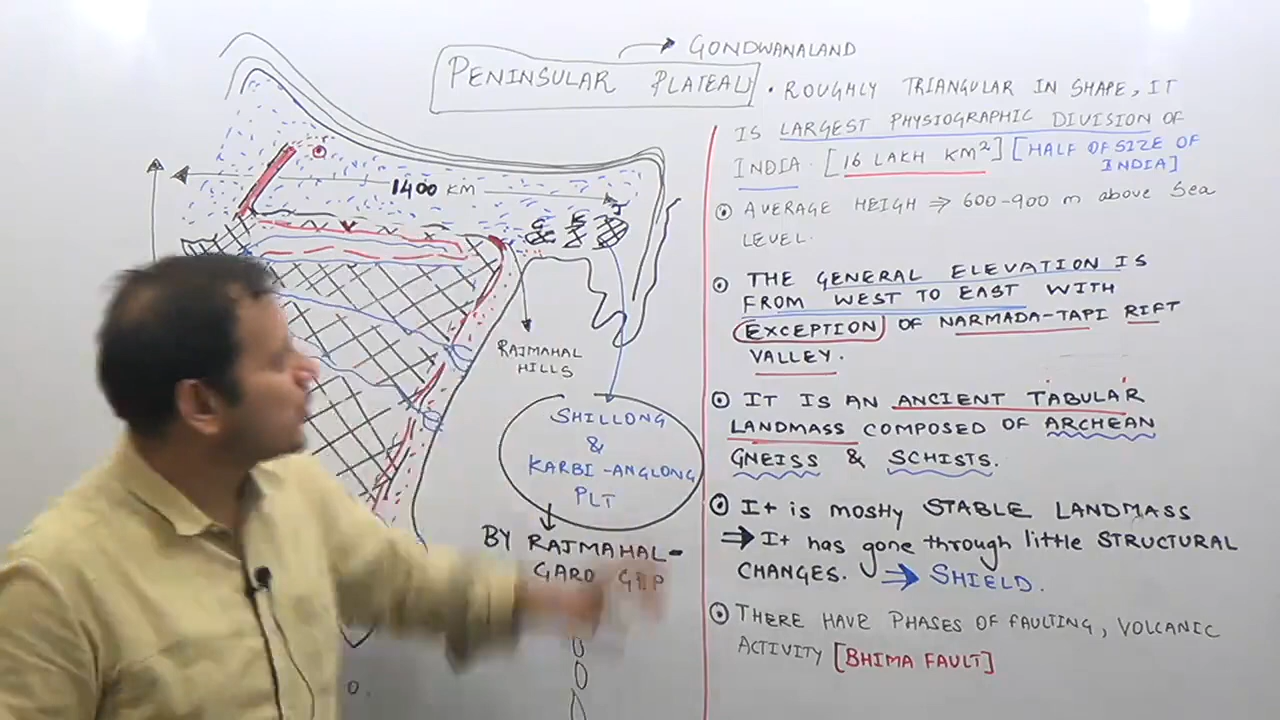 GONDWANALAND
PENINSULAR PLATEAU
• ROUGHLY TRIANGULAR IN SHAPE, IT
IS LARGEST PHYSIOGRAPHIC DIVISION OF
INDIA. [16 LAKH KM²] [HALF OF SIZE OF
INDIA]
AVERAGE HEIGH ⇒ 600-900 m above Sea
LEVEL.
THE GENERAL ELEVATION IS
FROM WEST TO EAST WITH
EXCEPTION OF NARMADA-TAPI RIFT
VALLEY.
IT IS AN ANCIENT TABULAR
LANDMASS COMPOSED OF ARCHEAN
GNEISS & SCHISTS.
It is mostly STABLE LANDMASS
⇒ It has gone through little STRUCTURAL
CHANGES. ⇒ SHIELD.
THERE HAVE PHASES OF FAULTING, VOLCANIC
ACTIVITY [BHIMA FAULT]
1400 KM
G K J
RAJMAHAL
HILLS
SHILLONG
&
KARBI-ANGLONG
PLT
BY RAJMAHAL-
GARO GAP